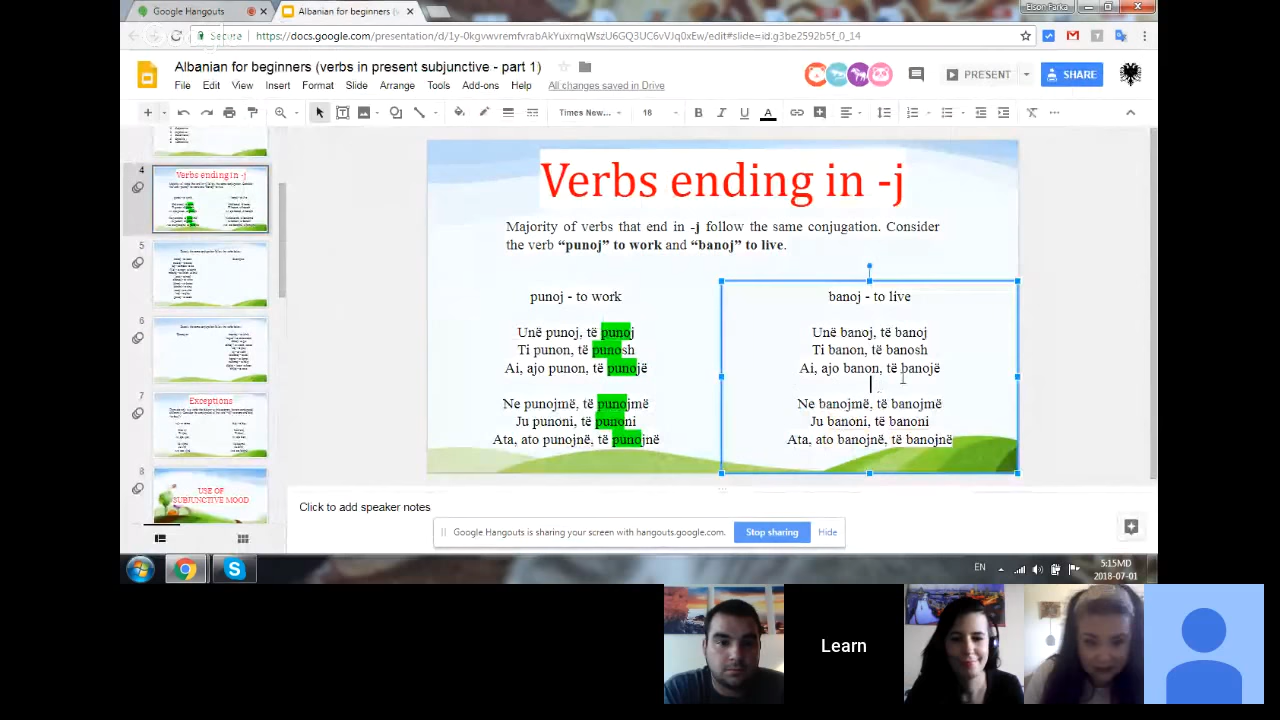 Google Hangouts
Albanian for beginners (v
Elson Farka
Secure
https://docs.google.com/presentation/d/1y-0kgvwvremfvrabAkYuxrnqWszU6GQ3UC6vVJq0xEw/edit#slide=id.g3be2592b5f_0_14
Albanian for beginners (verbs in present subjunctive - part 1)
PRESENT
SHARE
File Edit View Insert Format Arrange Tools Add-ons Help All changes saved in Drive
Times New... 18 B I U A
4
Verbs ending in -j
5
6
7
Exceptions
8
USE OF
SUBJUNCTIVE MOOD
Verbs ending in -j
Majority of verbs that end in -j follow the same conjugation. Consider
the verb “punoj” to work and “banoj” to live.
punoj - to work
Unë punoj, të punoj
Ti punon, të punosh
Ai, ajo punon, të punojë
Ne punojmë, të punojmë
Ju punoni, të punoni
Ata, ato punojnë, të punojnë
banoj - to live
Unë banoj, të banoj
Ti banon, të banosh
Ai, ajo banon, të banojë
Ne banojmë, të banojmë
Ju banoni, të banoni
Ata, ato banojnë, të banojnë
Click to add speaker notes
Google Hangouts is sharing your screen with hangouts.google.com.
Stop sharing
Hide
EN
5:15MD
2018-07-01
Learn